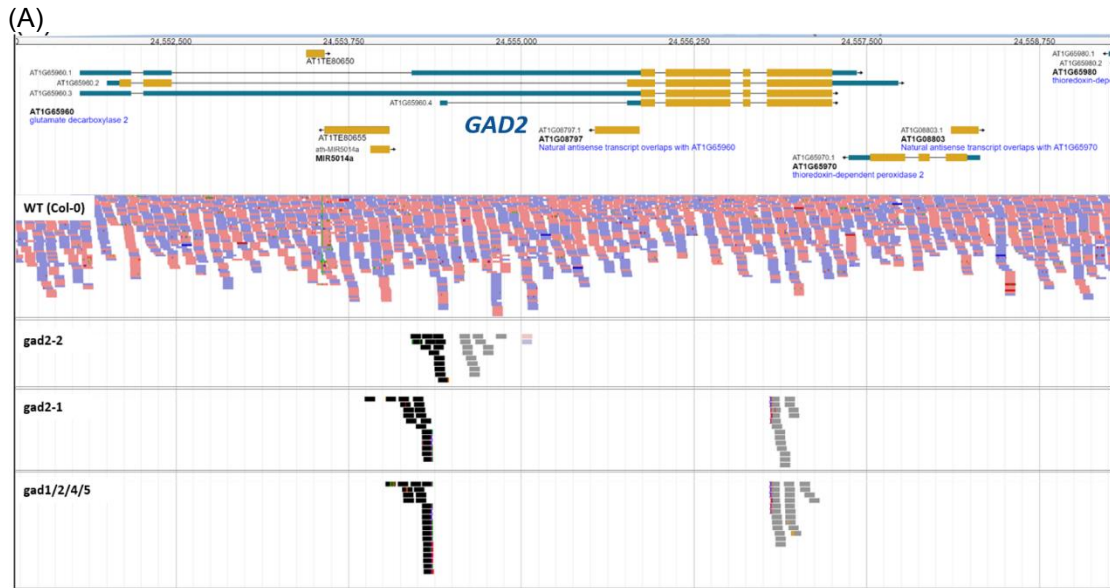 (A)
24,552,500 24,553,750 24,555,000 24,556,250 24,557,500 24,558,750
AT1TE80650
AT1G65980.1
AT1G65980.2
AT1G65980
thioredoxin-depe
AT1G65960.1
AT1G65960.2
AT1G65960.3
AT1G65960.4
AT1G65960
glutamate decarboxylase 2
GAD2
AT1TE80655
ath-MIR5014a
MIR5014a
AT1G08797.1
AT1G08797
Natural antisense transcript overlaps with AT1G65960
AT1G08803.1
AT1G08803
Natural antisense transcript overlaps with AT1G65970
AT1G65970.1
AT1G65970
thioredoxin-dependent peroxidase 2
WT (Col-0)
gad2-2
gad2-1
gad1/2/4/5